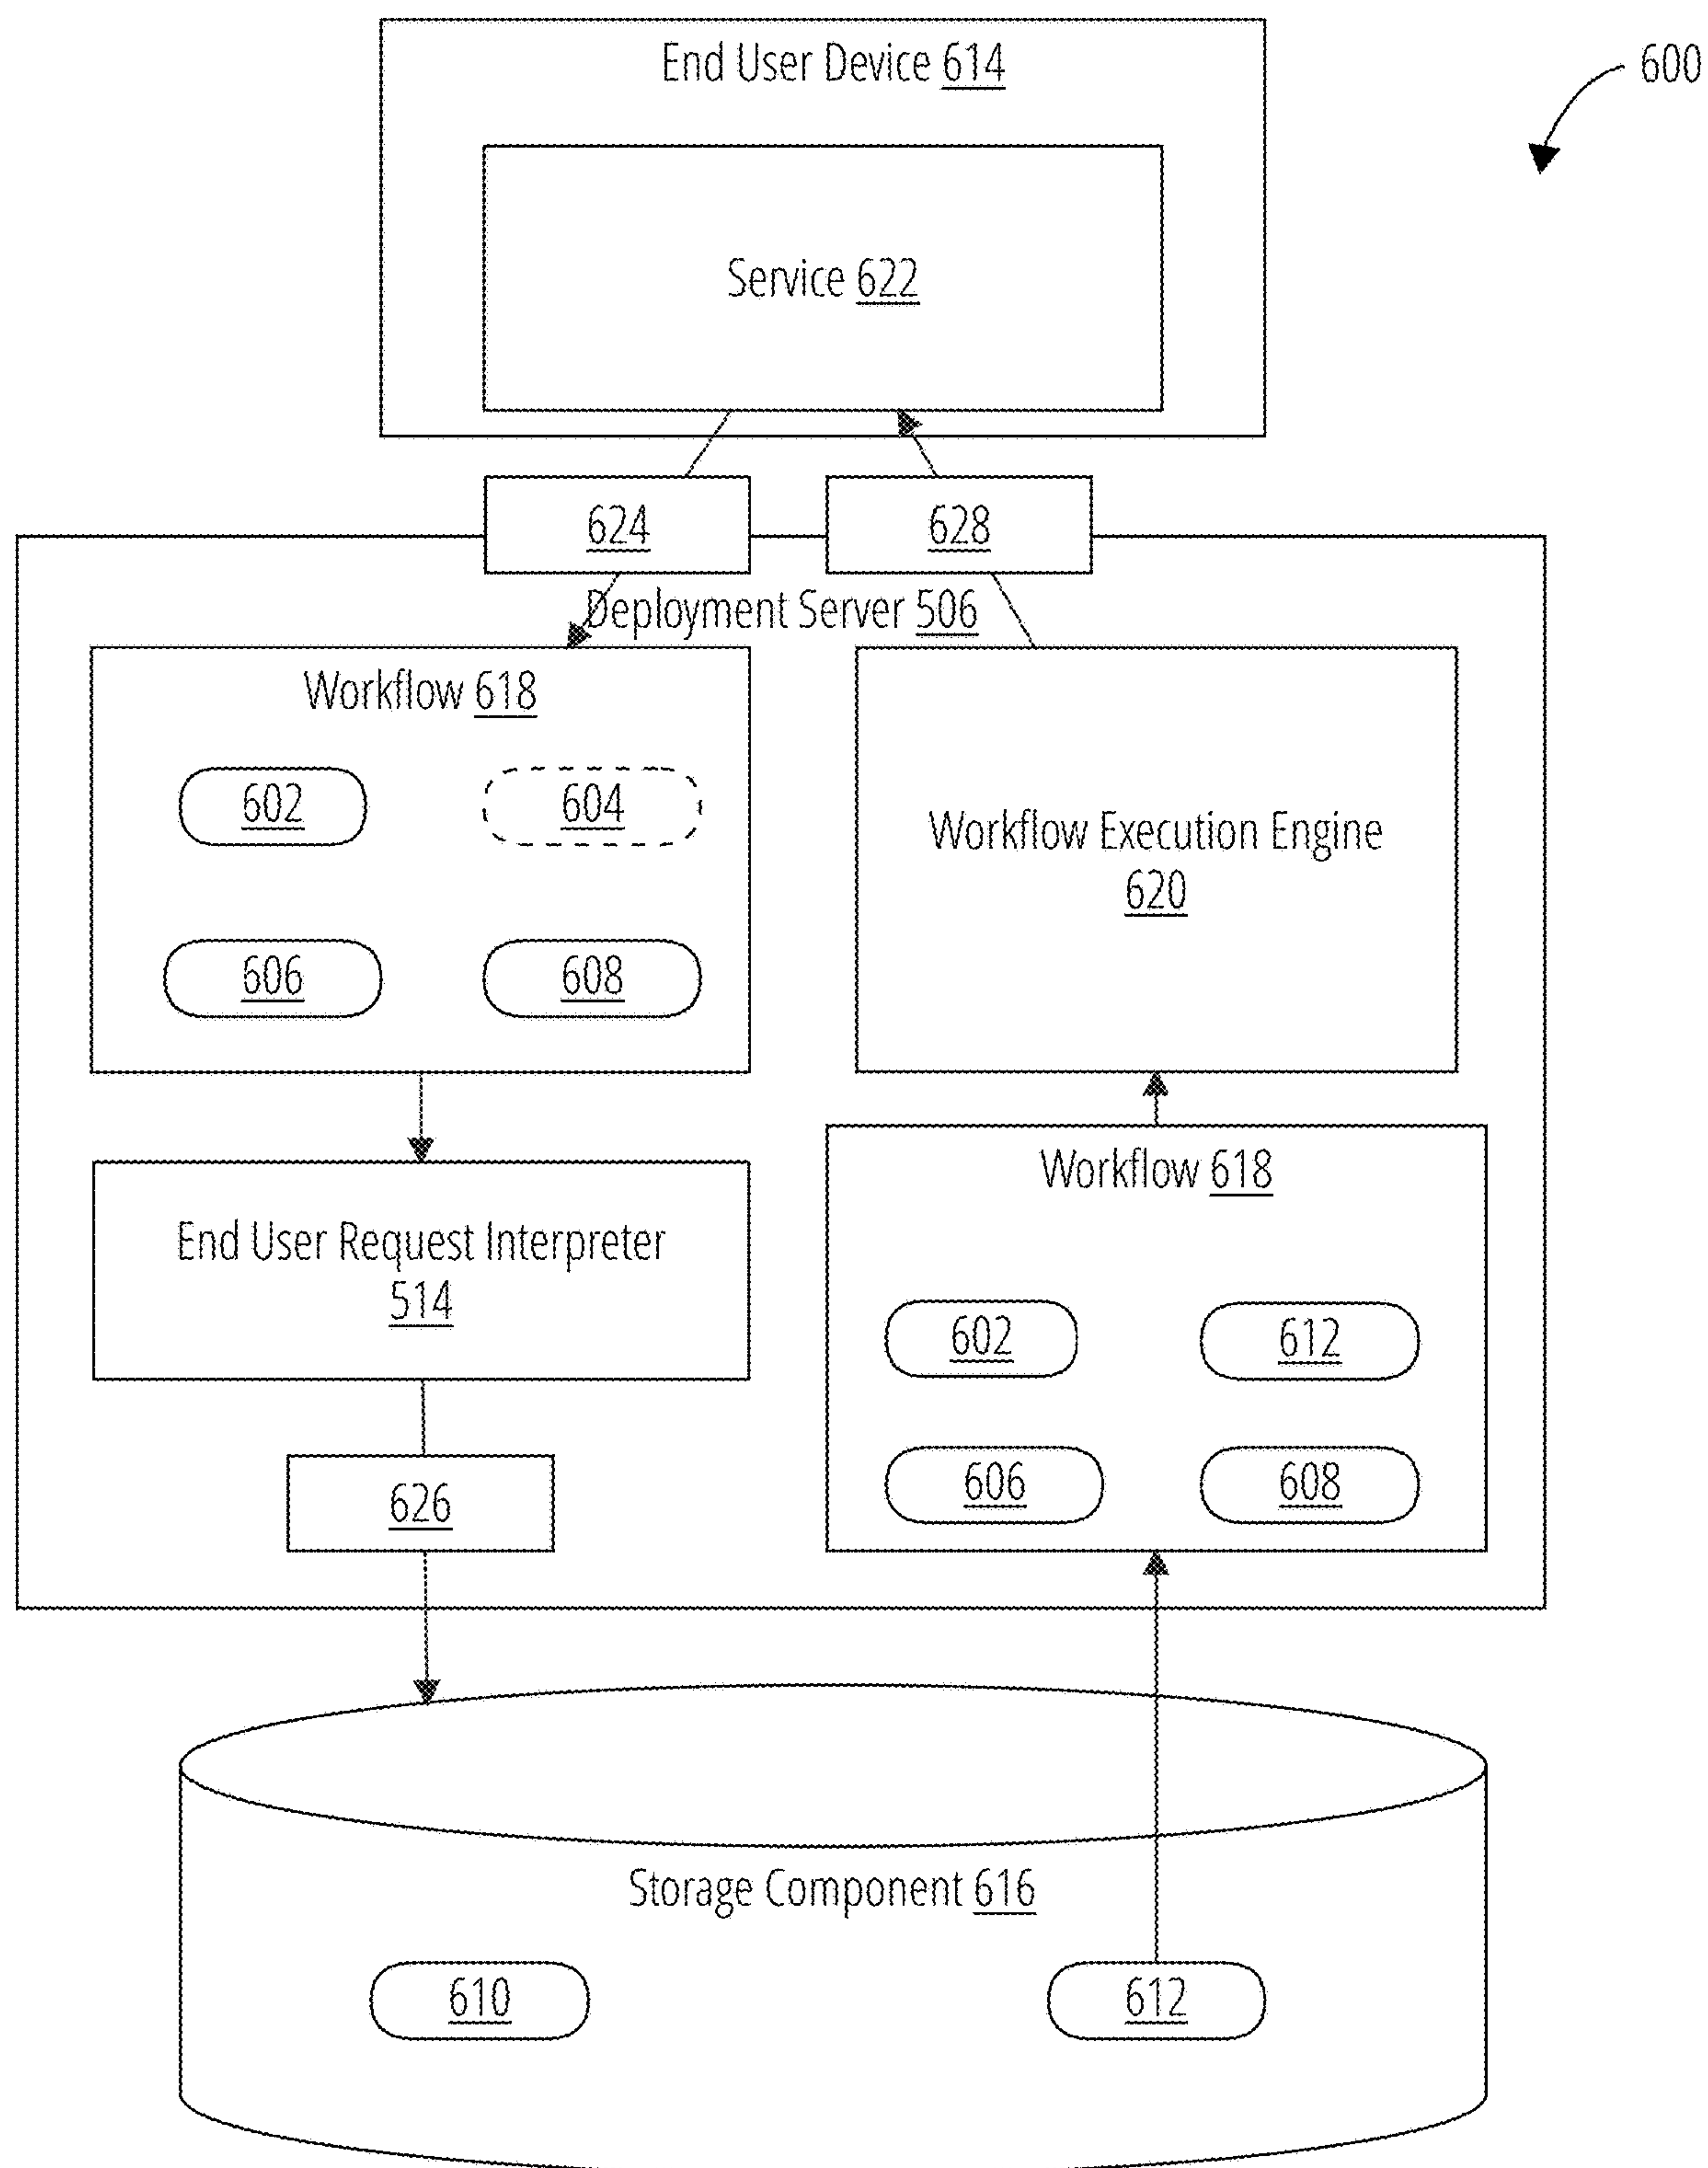 End User Device 614
600
Service 622
624
628
Deployment Server 506
Workflow 618
602
604
606
608
Workflow Execution Engine
620
End User Request Interpreter
514
626
Workflow 618
602
612
606
608
Storage Component 616
610
612